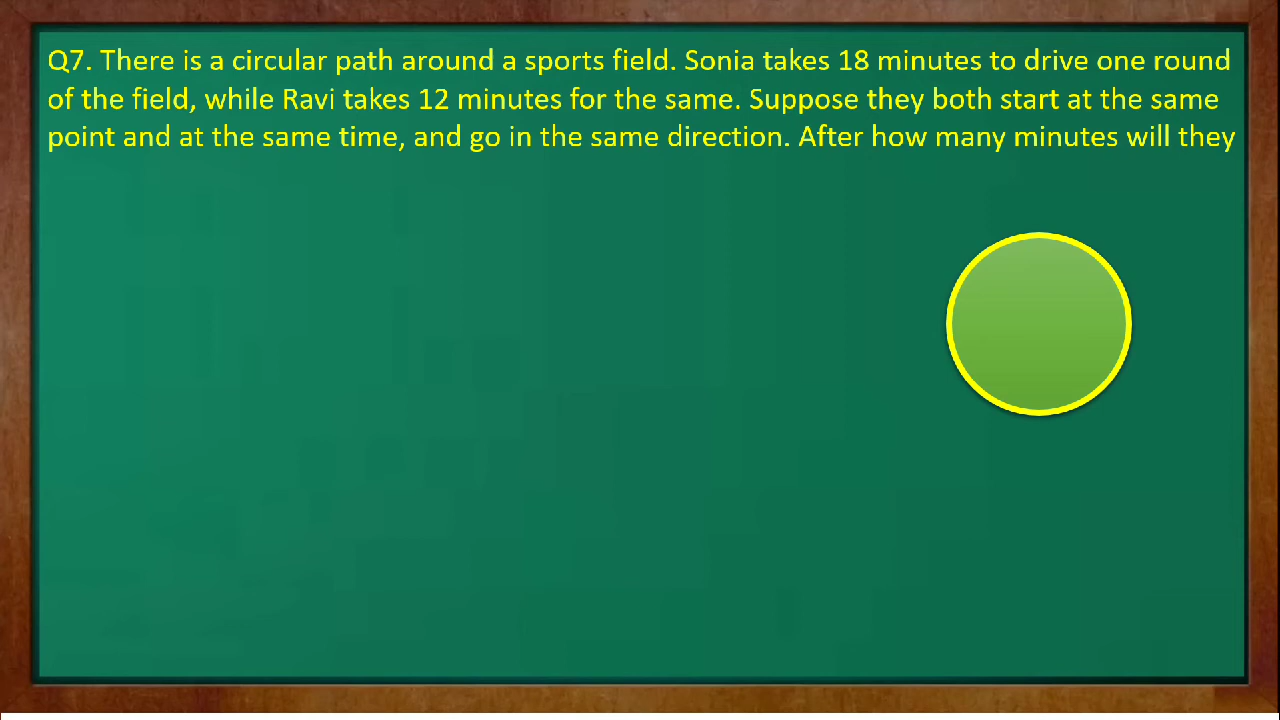 Q7. There is a circular path around a sports field. Sonia takes 18 minutes to drive one round
of the field, while Ravi takes 12 minutes for the same. Suppose they both start at the same
point and at the same time, and go in the same direction. After how many minutes will they